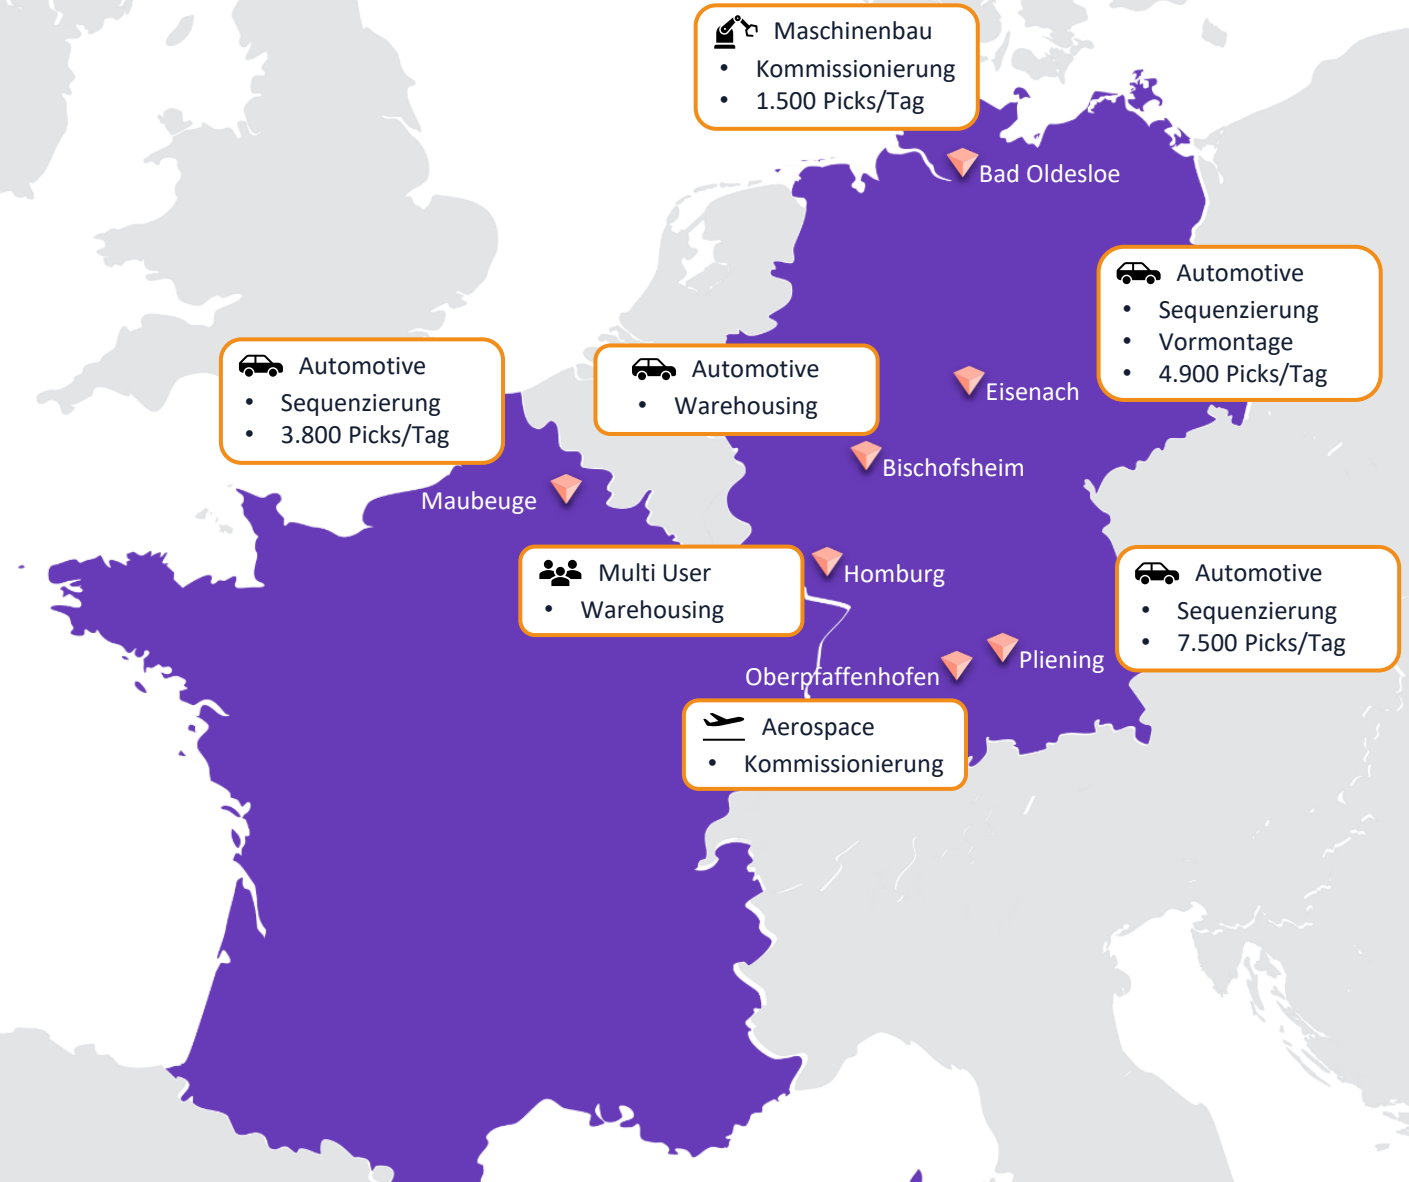 Maschinenbau
• Kommissionierung
• 1.500 Picks/Tag
Bad Oldesloe
Automotive
• Sequenzierung
• Vormontage
• 4.900 Picks/Tag
Eisenach
Automotive
• Sequenzierung
• 3.800 Picks/Tag
Maubeuge
Automotive
• Warehousing
Bischofsheim
Multi User
• Warehousing
Homburg
Automotive
• Sequenzierung
• 7.500 Picks/Tag
Pliening
Oberpfaffenhofen
Aerospace
• Kommissionierung